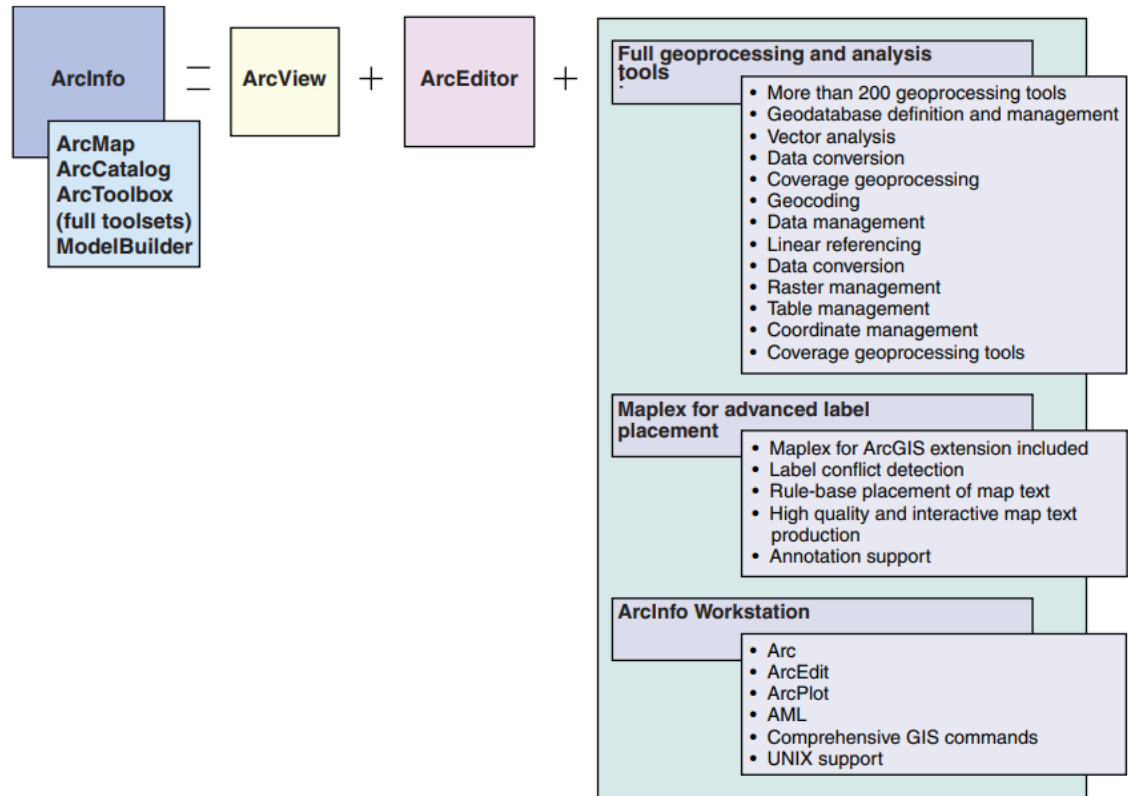 ArcInfo
=
ArcView
+
ArcEditor
+
ArcMap
ArcCatalog
ArcToolbox
(full toolsets)
ModelBuilder
Full geoprocessing and analysis
tools
• More than 200 geoprocessing tools
• Geodatabase definition and management
• Vector analysis
• Data conversion
• Coverage geoprocessing
• Geocoding
• Data management
• Linear referencing
• Data conversion
• Raster management
• Table management
• Coordinate management
• Coverage geoprocessing tools
Maplex for advanced label
placement
• Maplex for ArcGIS extension included
• Label conflict detection
• Rule-base placement of map text
• High quality and interactive map text
production
• Annotation support
ArcInfo Workstation
• Arc
• ArcEdit
• ArcPlot
• AML
• Comprehensive GIS commands
• UNIX support